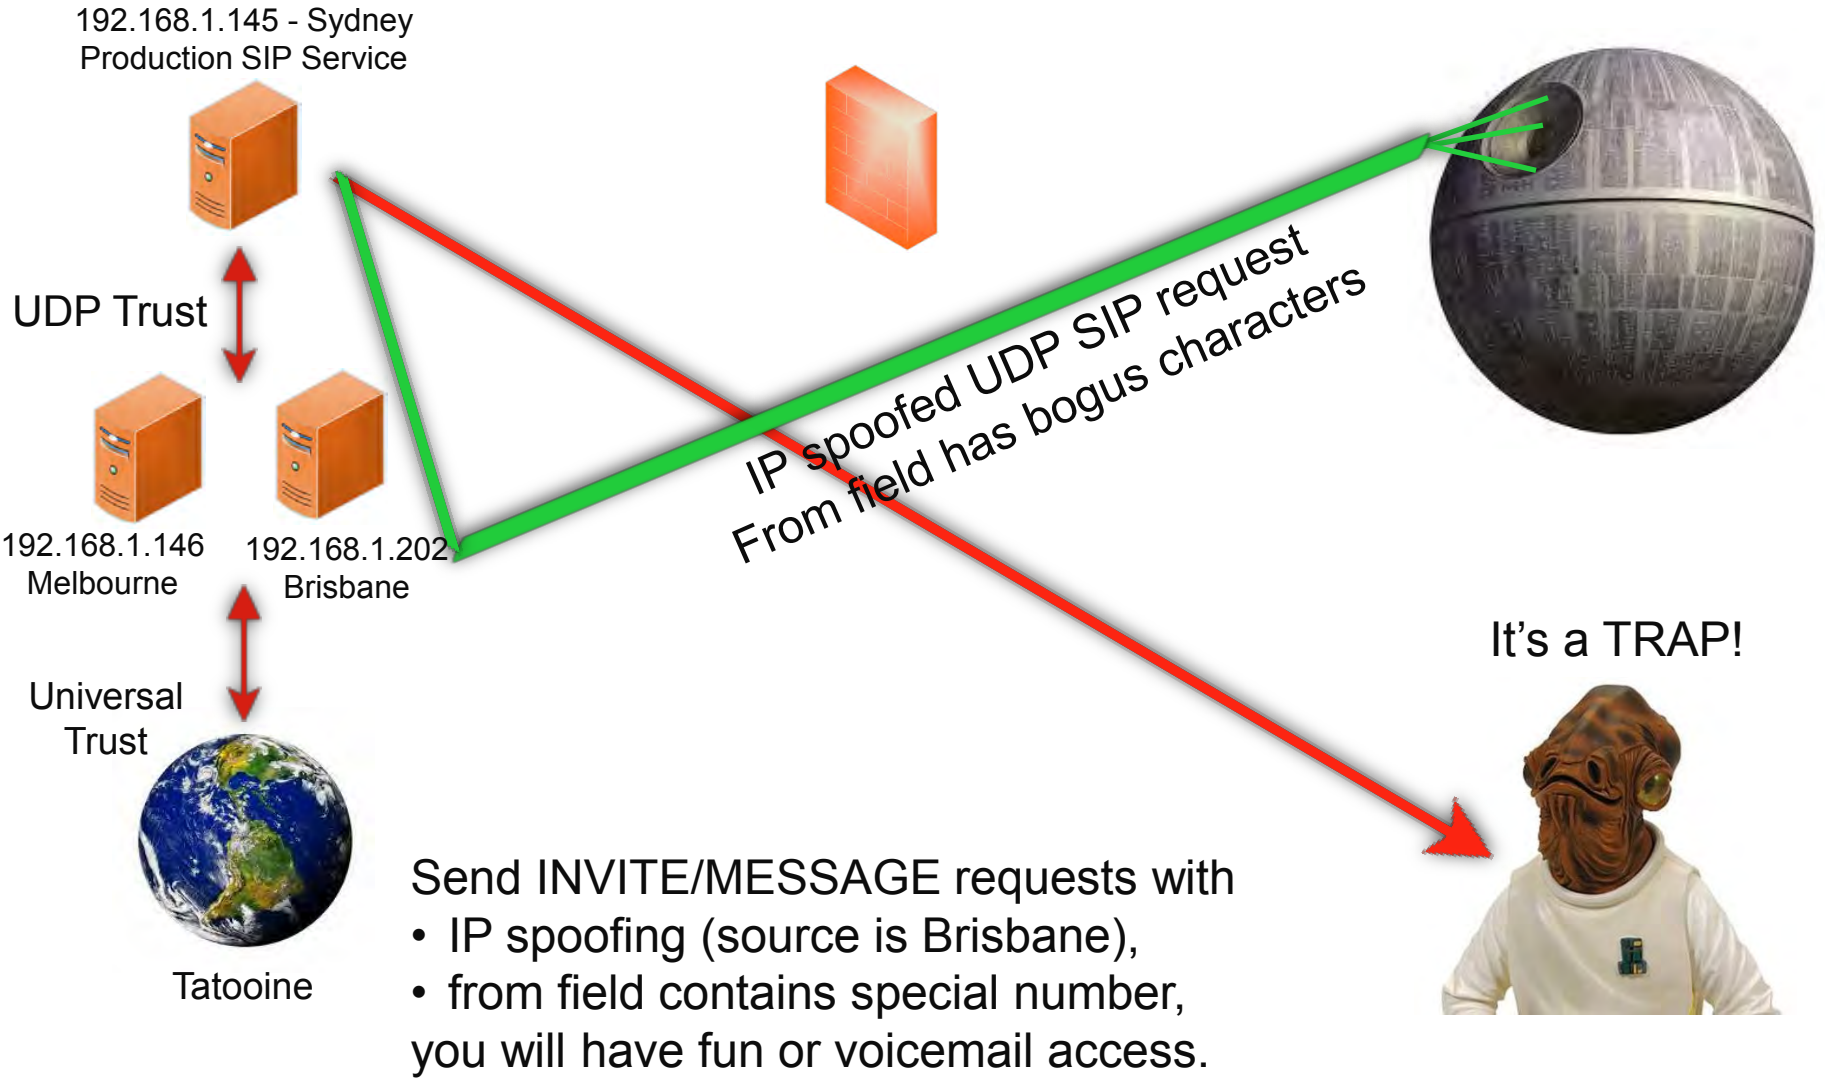 192.168.1.145 - Sydney
Production SIP Service
UDP Trust
192.168.1.146
Melbourne
192.168.1.202
Brisbane
IP spoofed UDP SIP request
From field has bogus characters
Universal
Trust
Tatooine
It's a TRAP!
Send INVITE/MESSAGE requests with
• IP spoofing (source is Brisbane),
• from field contains special number,
you will have fun or voicemail access.